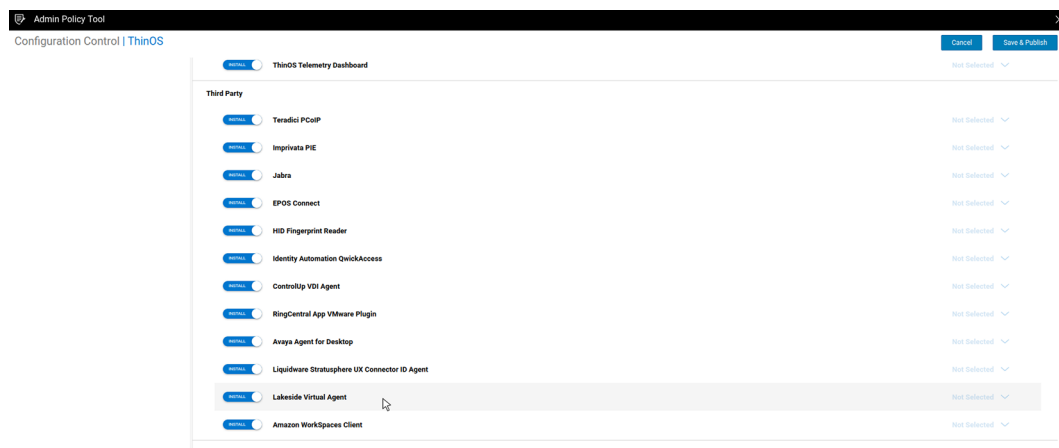 Admin Policy Tool
Configuration Control | ThinOS
Cancel
Save & Publish
INSTALL ThinOS Telemetry Dashboard Not Selected
Third Party
INSTALL Teradici PCoIP Not Selected
INSTALL Imprivata PIE Not Selected
INSTALL Jabra Not Selected
INSTALL EPOS Connect Not Selected
INSTALL HID Fingerprint Reader Not Selected
INSTALL Identity Automation QwickAccess Not Selected
INSTALL ControlUp VDI Agent Not Selected
INSTALL RingCentral App VMware Plugin Not Selected
INSTALL Avaya Agent for Desktop Not Selected
INSTALL Liquidware Stratusphere UX Connector ID Agent Not Selected
INSTALL Lakeside Virtual Agent Not Selected
INSTALL Amazon WorkSpaces Client Not Selected